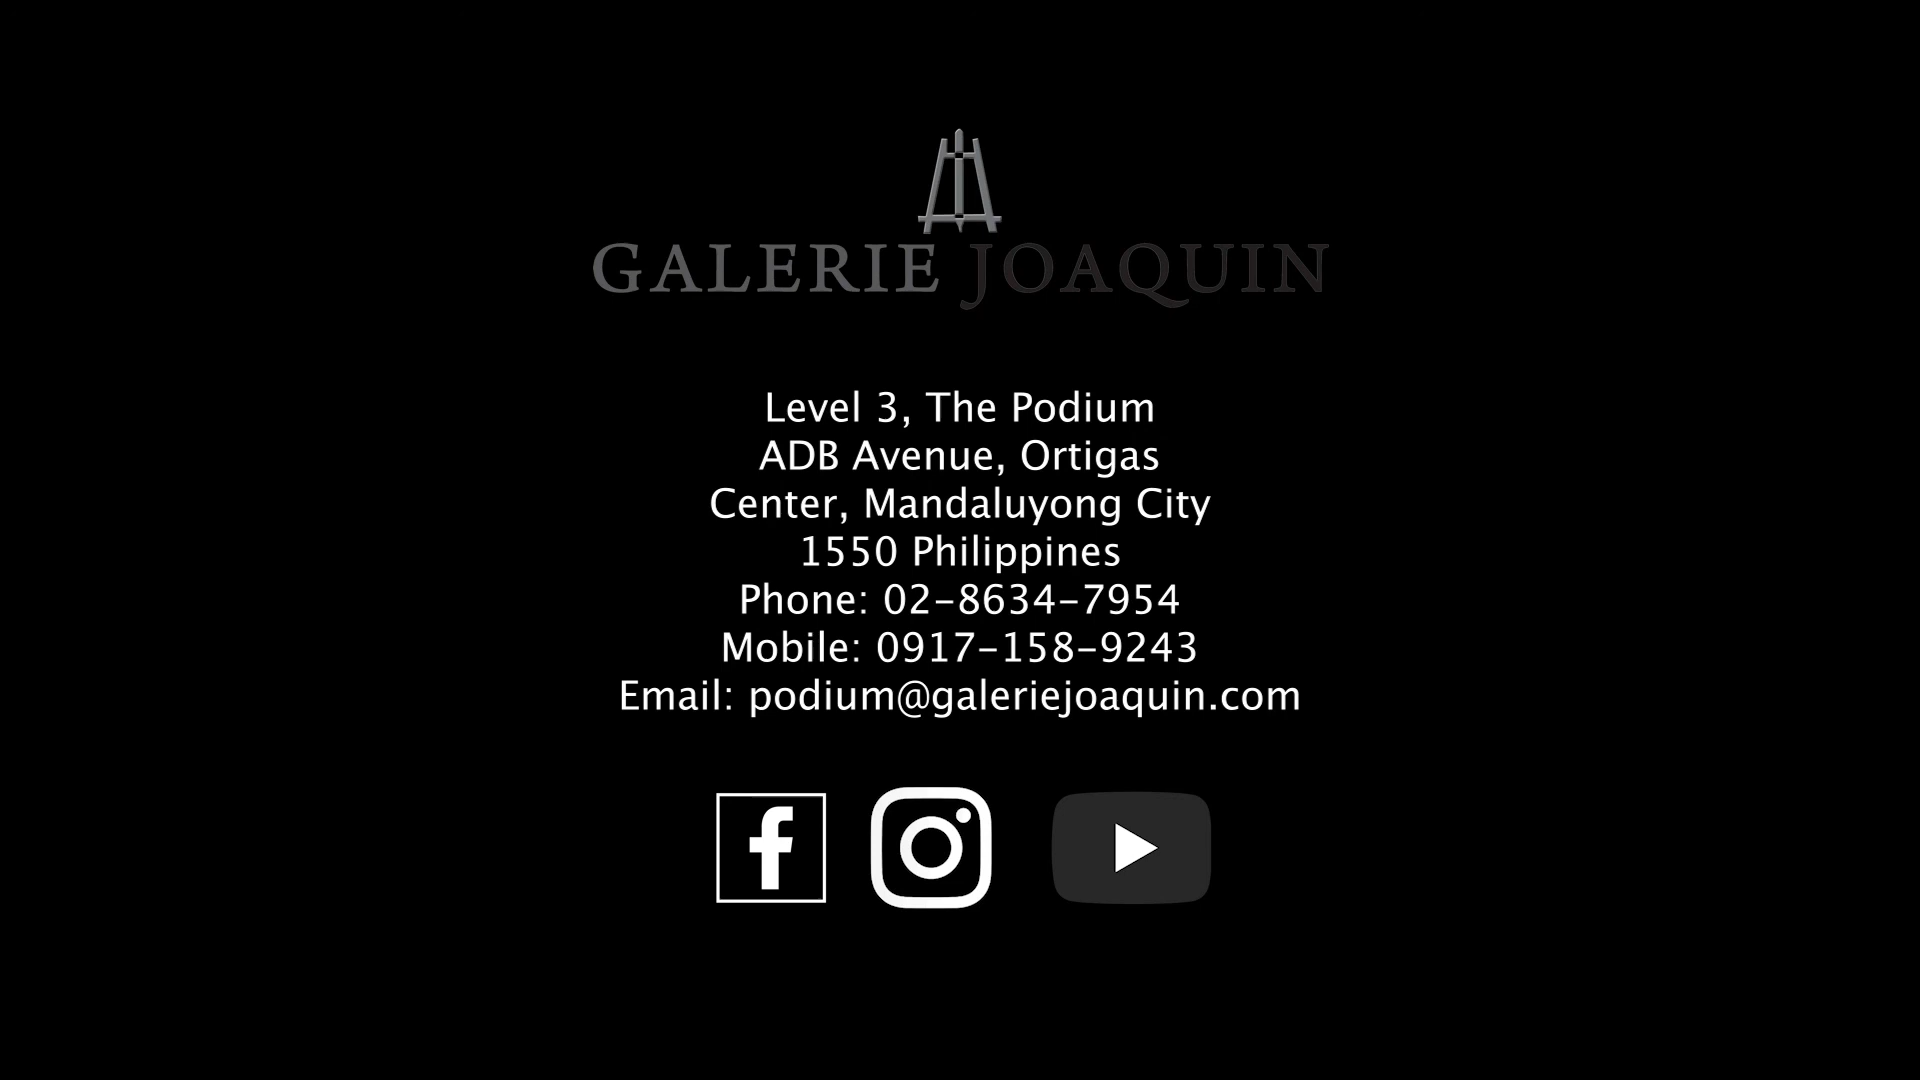 GALERIE JOAQUIN
Level 3, The Podium
ADB Avenue, Ortigas
Center, Mandaluyong City
1550 Philippines
Phone: 02-8634-7954
Mobile: 0917-158-9243
Email: podium@galeriejoaquin.com